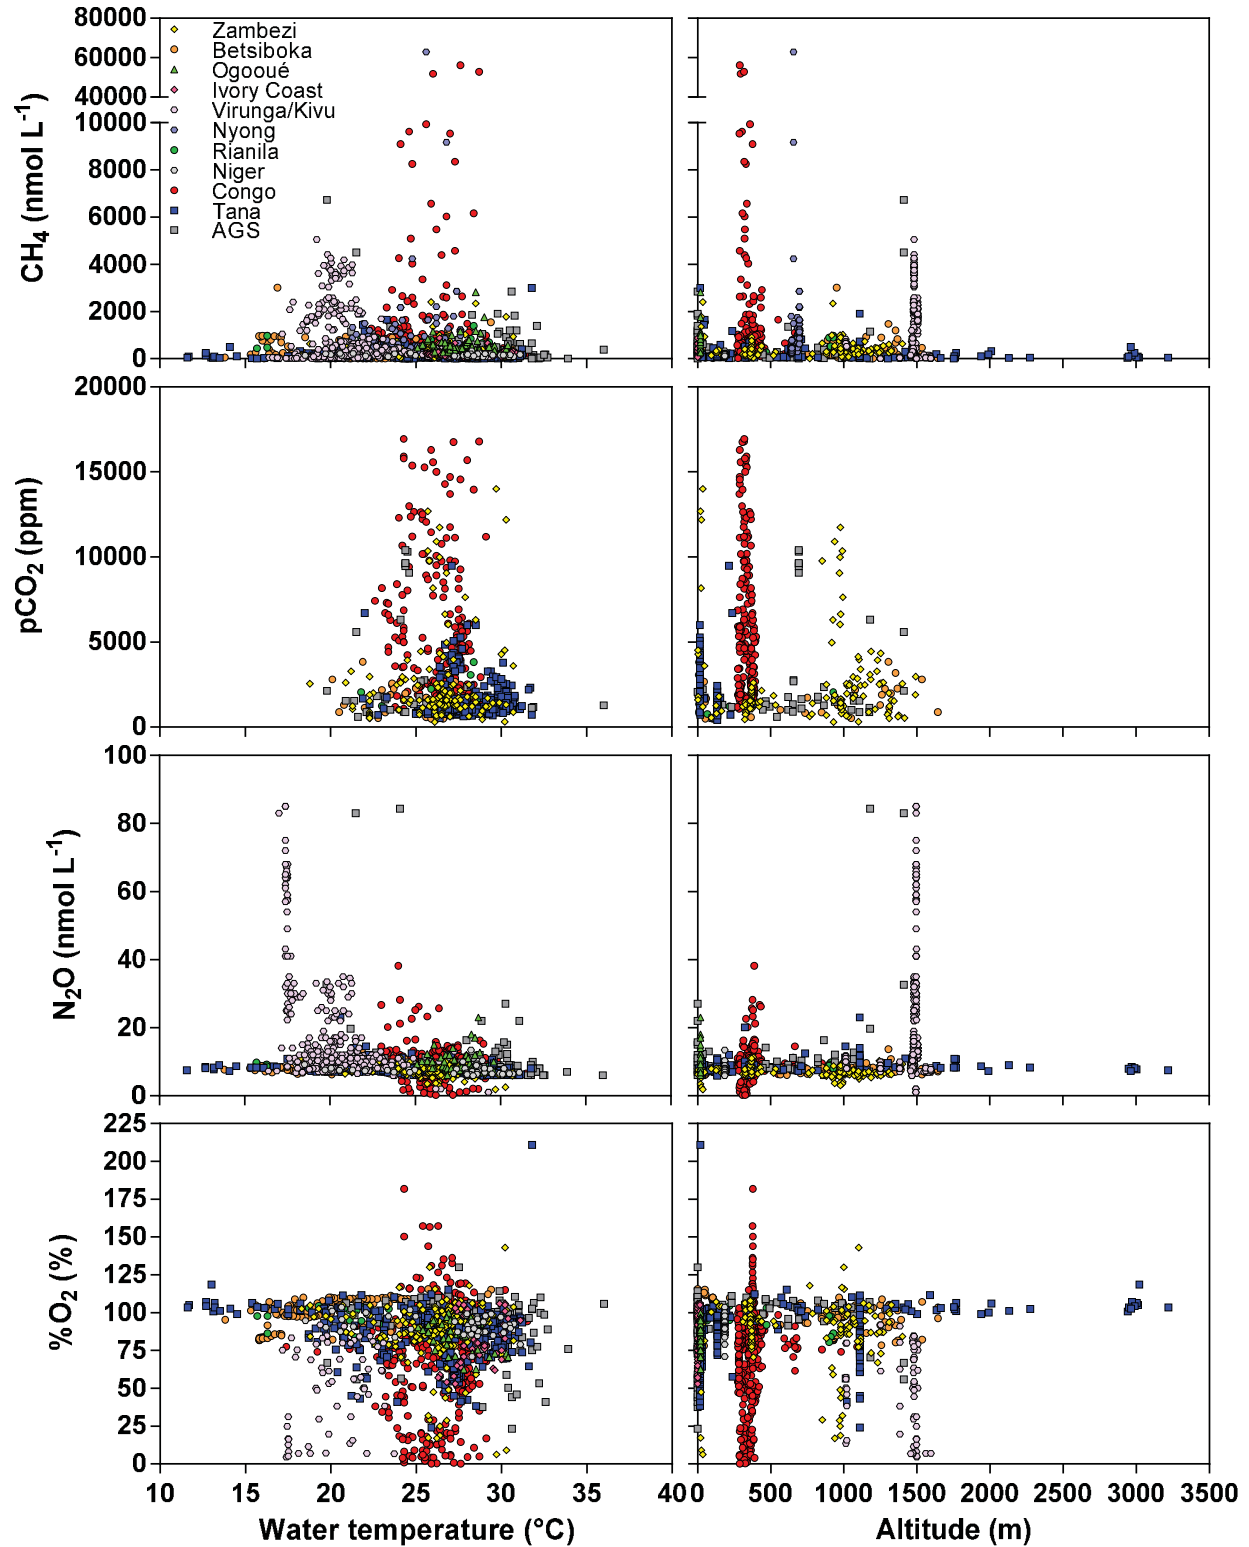 80000
60000
40000
10000
8000
6000
4000
2000
0
CH4 (nmol L-1)
Zambezi
Betsiboka
Ogooué
Ivory Coast
Virunga/Kivu
Nyong
Rianila
Niger
Congo
Tana
AGS
20000
15000
10000
5000
0
pCO2 (ppm)
100
80
60
40
20
0
N2O (nmol L-1)
225
200
175
150
125
100
75
50
25
0
%O2 (%)
10 15 20 25 30 35 40
0 500 1000 1500 2000 2500 3000 3500
Water temperature (°C)
Altitude (m)